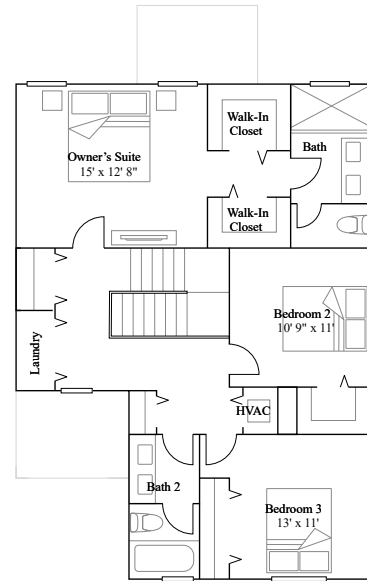 Walk-In
Closet
Bath
Owner's Suite
15' x 12' 8"
Walk-In
Closet
Bedroom 2
10' 9" x 11'
Laundry
HVAC
Bath 2
Bedroom 3
13' x 11'